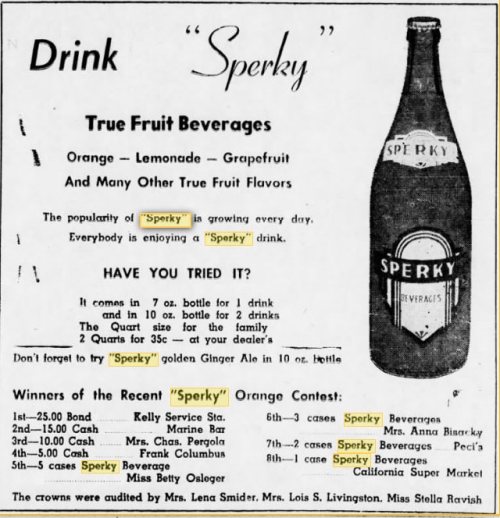 Drink "Sperky"
True Fruit Beverages
Orange — Lemonade — Grapefruit
And Many Other True Fruit Flavors
The popularity of "Sperky" is growing every day.
Everybody is enjoying a "Sperky" drink.
HAVE YOU TRIED IT?
It comes in 7 oz. bottle for 1 drink
and in 10 oz. bottle for 2 drinks
The Quart size for the family
2 Quarts for 35c — at your dealer's
Don't forget to try "Sperky" golden Ginger Ale in 10 oz. bottle
SPERKY
SPERKY
BEVERAGES
Winners of the Recent "Sperky" Orange Contest:
1st—25.00 Bond Kelly Service Sta.
2nd—15.00 Cash Marine Bar
3rd—10.00 Cash Mrs. Chas. Pergola
4th—5.00 Cash Frank Columbus
5th—5 cases Sperky Beverage
Miss Betty Osleger
6th—3 cases Sperky Beverages
Mrs. Anna
7th—2 cases Sperky Beverages Peci's
8th—1 case Sperky Beverages
California Super Market
The crowns were audited by Mrs. Lena Smider, Mrs. Lois S. Livingston, Miss Stella Ravish